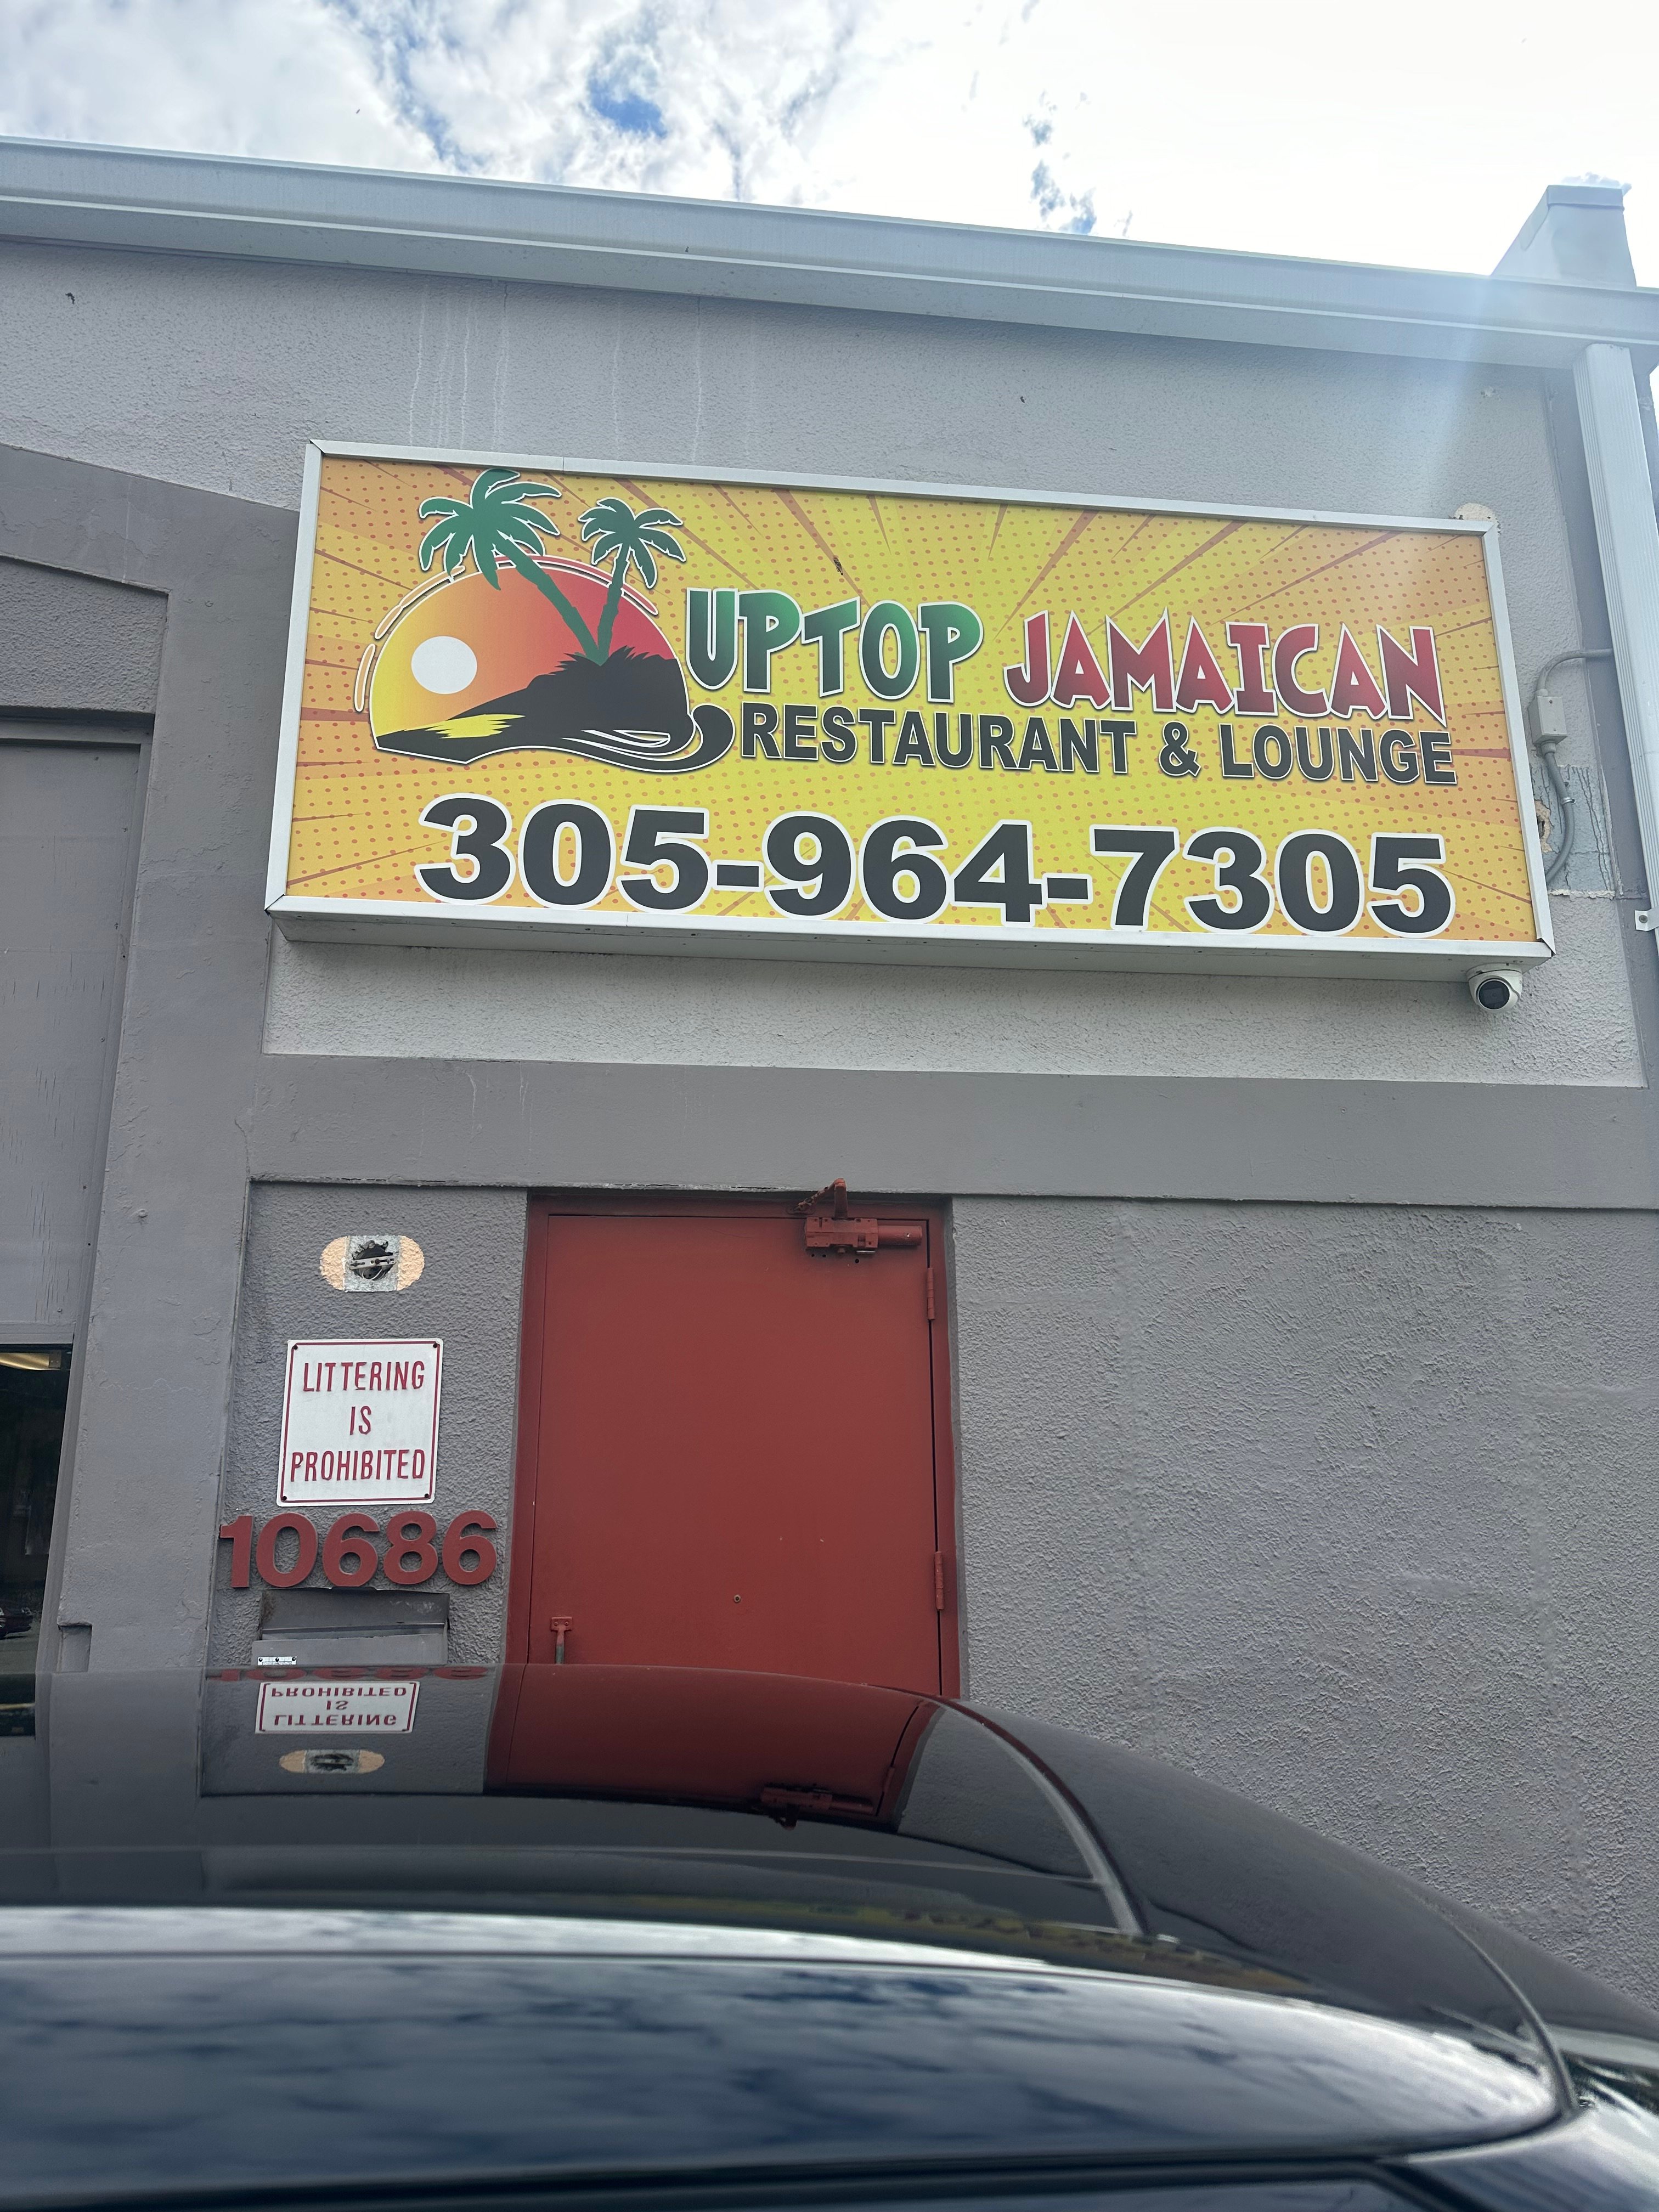 UPTOP JAMAICAN
RESTAURANT & LOUNGE
305-964-7305
LITTERING
IS
PROHIBITED
10686